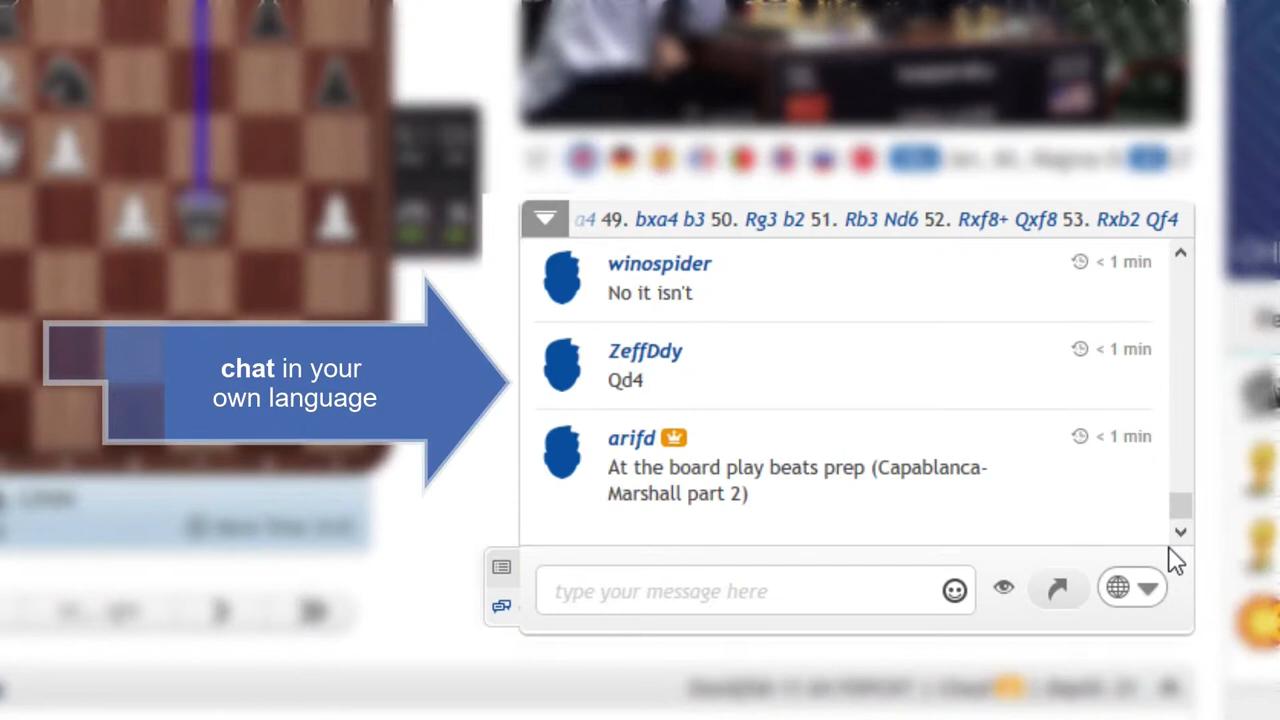 a4 49. bxa4 b3 50. Rg3 b2 51. Rb3 Nd6 52. Rxf8+ Qxf8 53. Rxb2 Qf4
winospider
< 1 min
No it isn't
ZeffDdy
< 1 min
Qd4
arifd
< 1 min
At the board play beats prep (Capablanca-
Marshall part 2)
chat in your
own language
type your message here